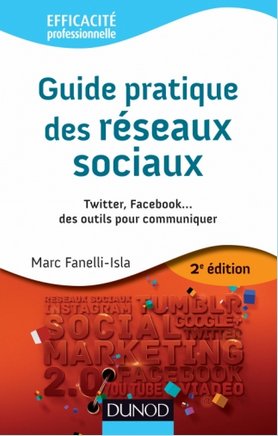 EFFICACITÉ
professionnelle
Guide pratique
des réseaux
sociaux
Twitter, Facebook...
des outils pour communiquer
Marc Fanelli-Isla
2e édition
RESEAUX SOCIAUX
TUMBLR
INSTAGRAM
GOOGLE+
SOCIAL
TWITTER
MARKETING
2.0
FACEBOOK
YOUTUBE
VIADEO
DUNOD